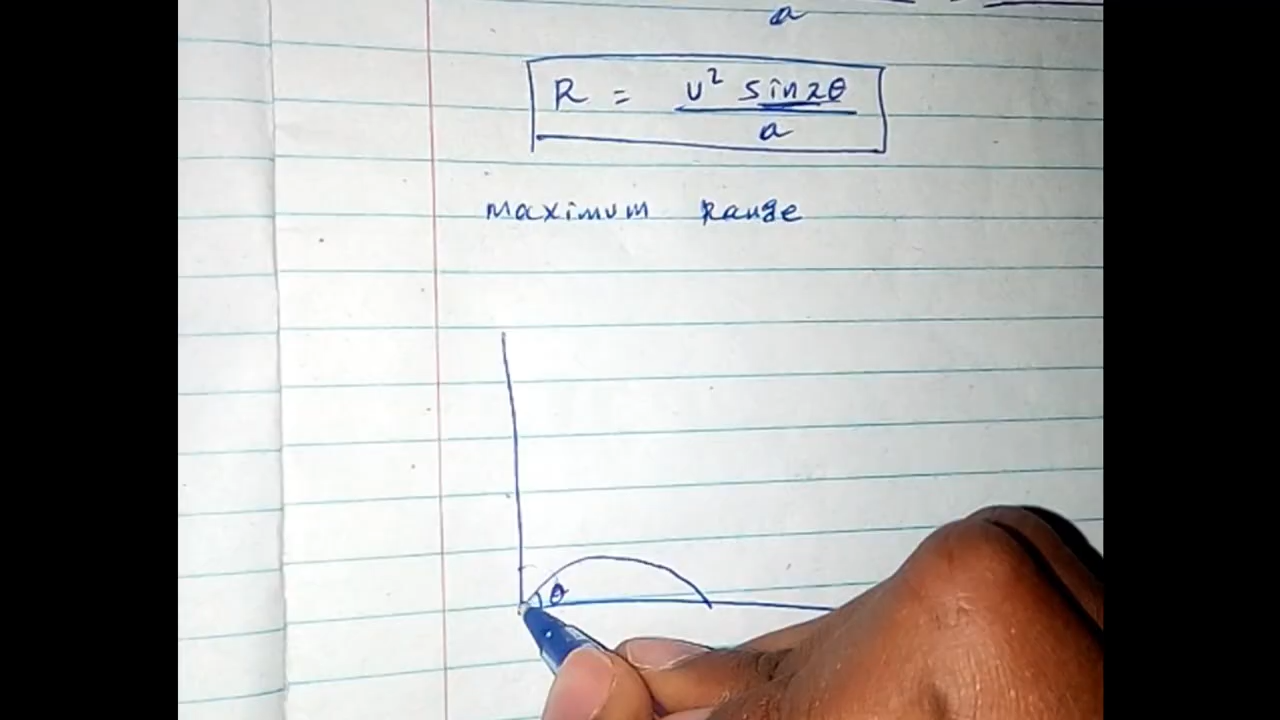 a
R = u² sin2θ
a
maximum Range
θ